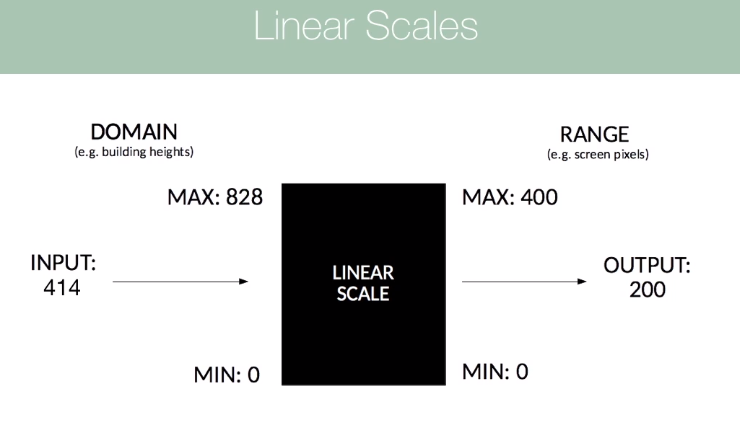 Linear Scales
DOMAIN
(e.g. building heights)
RANGE
(e.g. screen pixels)
MAX: 828
MAX: 400
INPUT:
414
LINEAR
SCALE
OUTPUT:
200
MIN: 0
MIN: 0